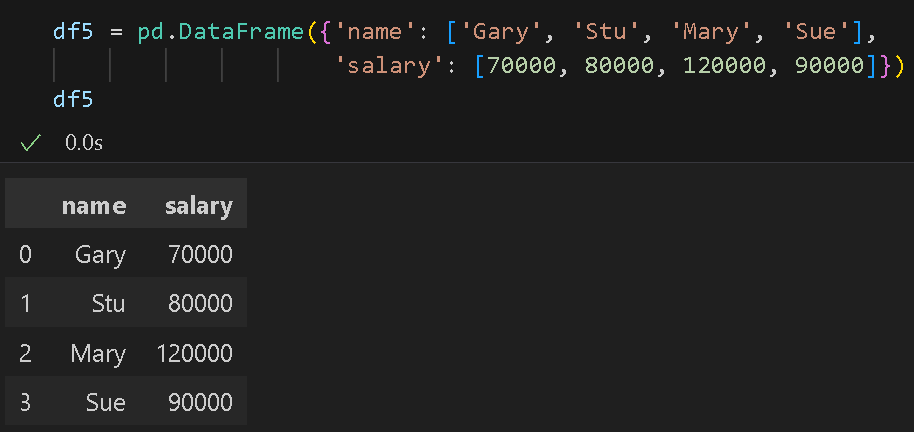 df5 = pd.DataFrame({'name': ['Gary', 'Stu', 'Mary', 'Sue'],
'salary': [70000, 80000, 120000, 90000]})
df5
0.0s
name salary
0 Gary 70000
1 Stu 80000
2 Mary 120000
3 Sue 90000